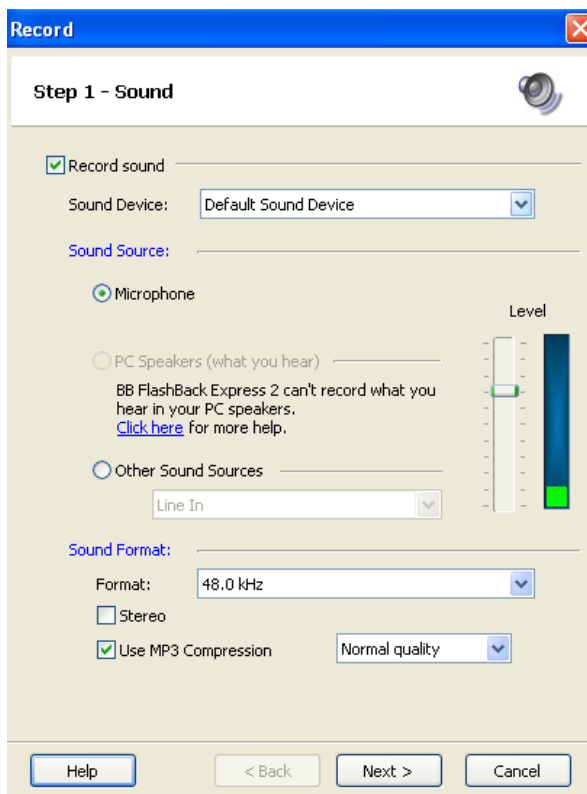 Record
Step 1 - Sound
Record sound
Sound Device: Default Sound Device
Sound Source:
Microphone
Level
PC Speakers (what you hear)
BB FlashBack Express 2 can't record what you
hear in your PC speakers.
Click here for more help.
Other Sound Sources
Line In
Sound Format:
Format: 48.0 kHz
Stereo
Use MP3 Compression Normal quality
Help < Back Next > Cancel